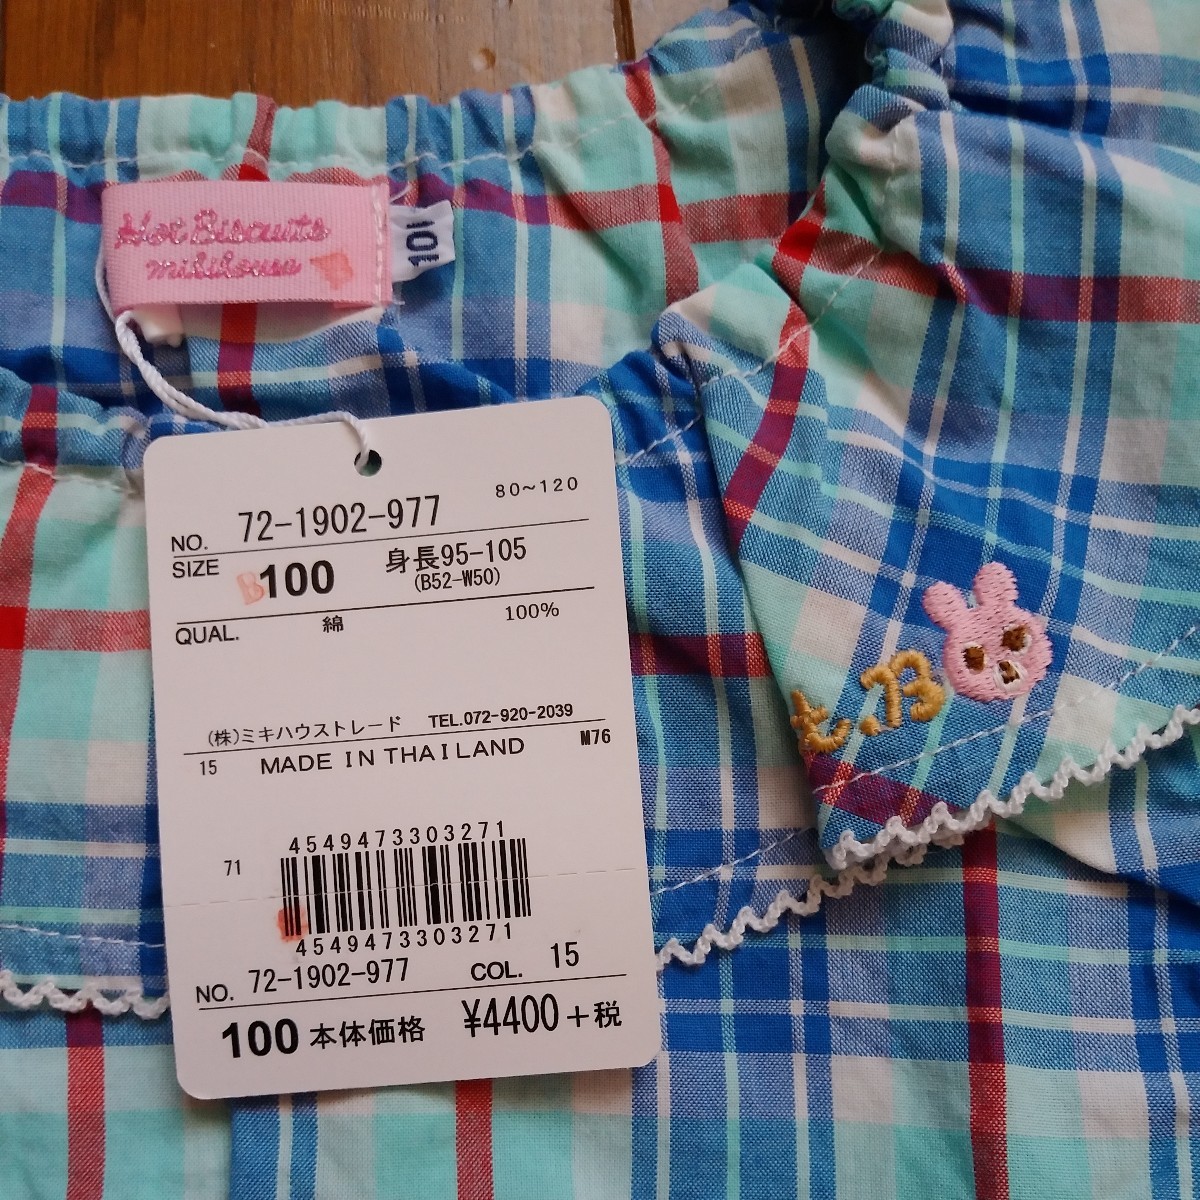 Hot Biscuits
mikihouse
100
NO. 72-1902-977 80~120
SIZE 100 身長95-105
(B52-W50)
QUAL. 綿 100%
(株)ミキハウストレード TEL.072-920-2039
15 MADE IN THAILAND M76
4549473303271
71
4549473303271
NO. 72-1902-977 COL. 15
100 本体価格 ¥4400+税
t.B